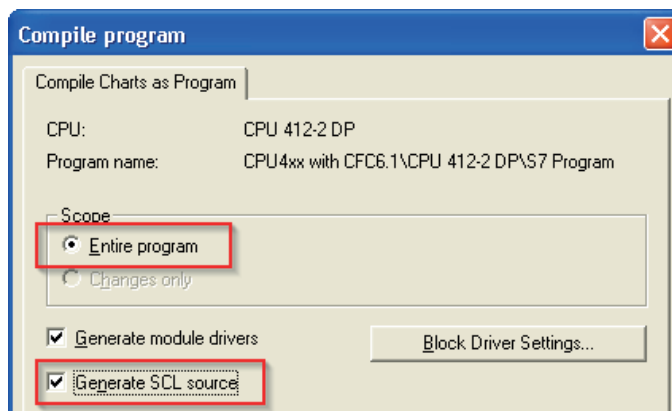 Compile program
Compile Charts as Program
CPU: CPU 412-2 DP
Program name: CPU4xx with CFC6.1\CPU 412-2 DP\S7 Program
Scope
Entire program
Changes only
Generate module drivers Block Driver Settings...
Generate SCL source